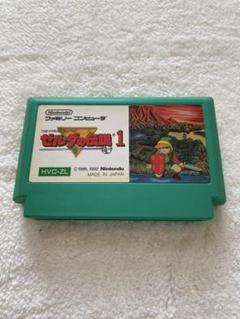 Nintendo
ファミリー コンピュータ
ゼルダの伝説 1
©1986, 1992 Nintendo
MADE IN JAPAN
HVC-ZL